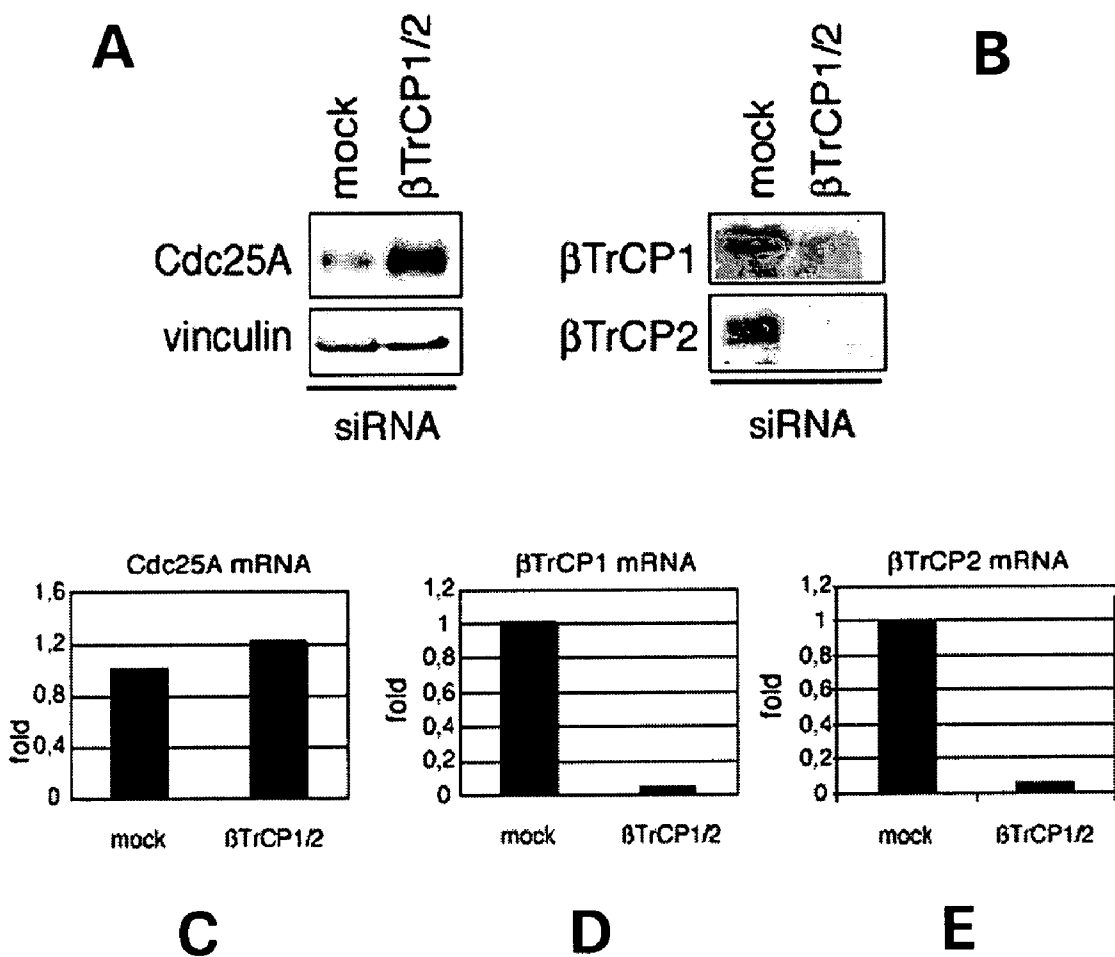 A
B
mock
βTrCP1/2
mock
βTrCP1/2
Cdc25A
vinculin
βTrCP1
βTrCP2
siRNA
siRNA
Cdc25A mRNA
βTrCP1 mRNA
βTrCP2 mRNA
1,6
1,2
0,8
0,4
0
fold
mock
βTrCP1/2
1,2
1
0,8
0,6
0,4
0,2
0
fold
mock
βTrCP1/2
1,2
1
0,8
0,6
0,4
0,2
0
fold
mock
βTrCP1/2
C
D
E